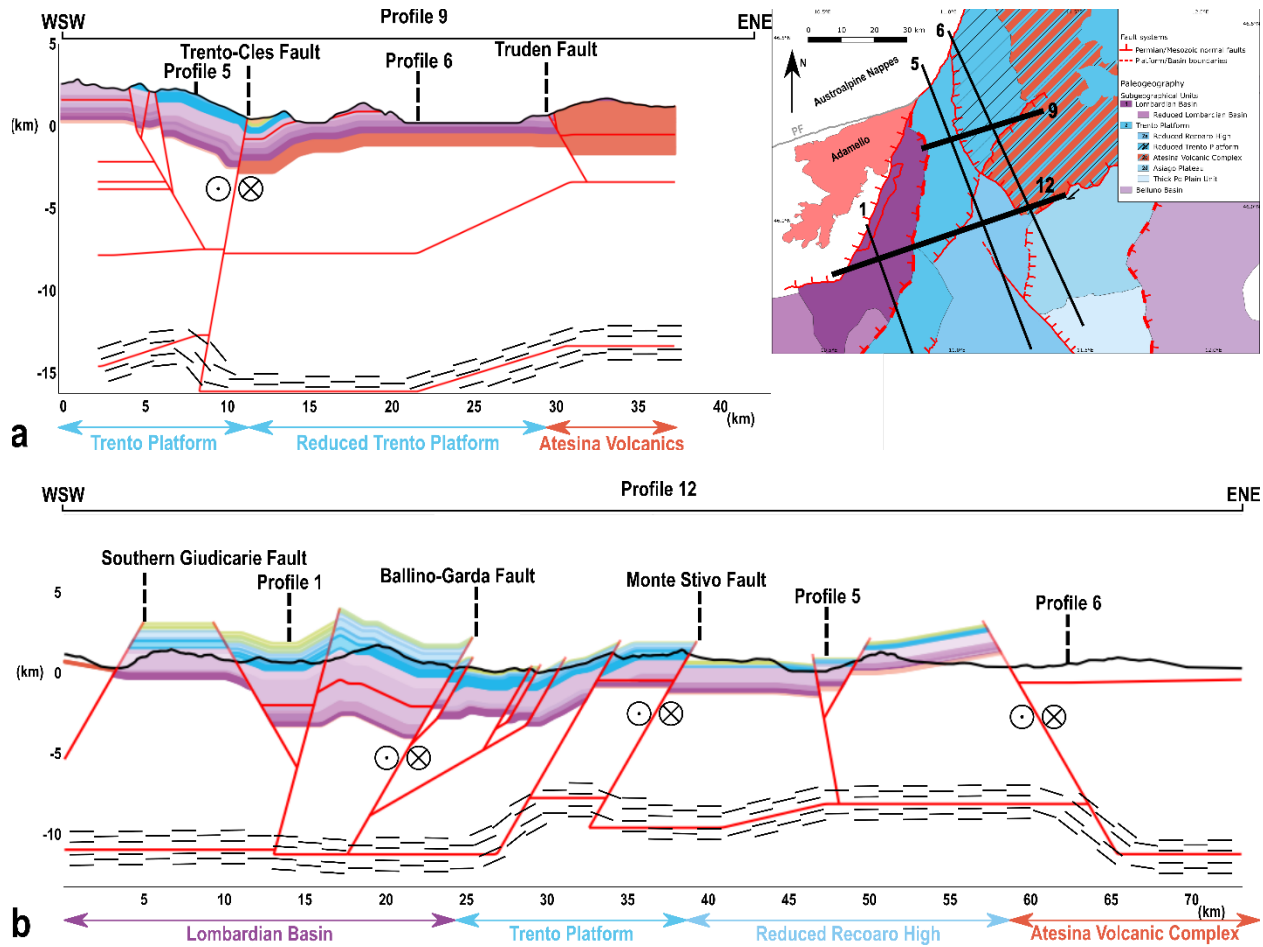 Profile 9
WSW
ENE
5
0
-5
-10
-15
(km)
Trento-Cles Fault
Profile 5
Profile 6
Truden Fault
0
5
10
15
20
25
30
35
40
(km)
Trento Platform
Reduced Trento Platform
Atesina Volcanics
a
0
10
20
30 km
N
Austroalpine Nappes
PF
Adamello
1
5
6
9
12
Fault systems
Permian/Mesozoic normal faults
Platform/Basin boundaries
Paleogeography
Subgeographical Units
1
Lombardian Basin
Reduced Lombardian Basin
2
Trento Platform
Reduced Recoaro High
Reduced Trento Platform
Atesina Volcanic Complex
Asiago Plateau
Thick Po Plain Unit
Belluno Basin
WSW
Profile 12
ENE
Southern Giudicarie Fault
Profile 1
Ballino-Garda Fault
Monte Stivo Fault
Profile 5
Profile 6
5
0
(km)
-5
-10
5
10
15
20
25
30
35
40
45
50
55
60
65
70
(km)
Lombardian Basin
Trento Platform
Reduced Recoaro High
Atesina Volcanic Complex
b